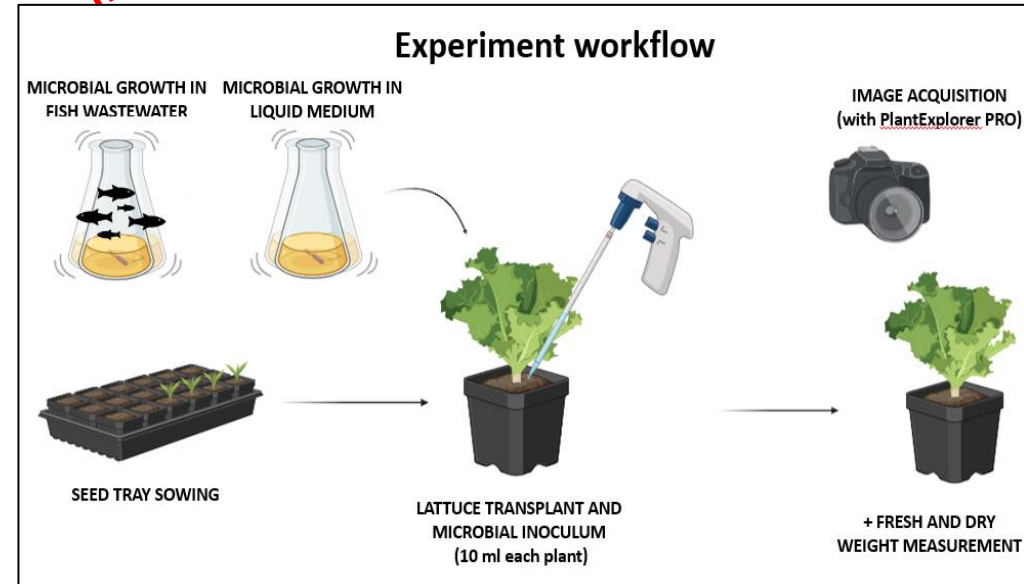 Experiment workflow
MICROBIAL GROWTH IN
FISH WASTEWATER
MICROBIAL GROWTH IN
LIQUID MEDIUM
IMAGE ACQUISITION
(with PlantExplorer PRO)
SEED TRAY SOWING
LATTUCE TRANSPLANT AND
MICROBIAL INOCULUM
(10 ml each plant)
+ FRESH AND DRY
WEIGHT MEASUREMENT